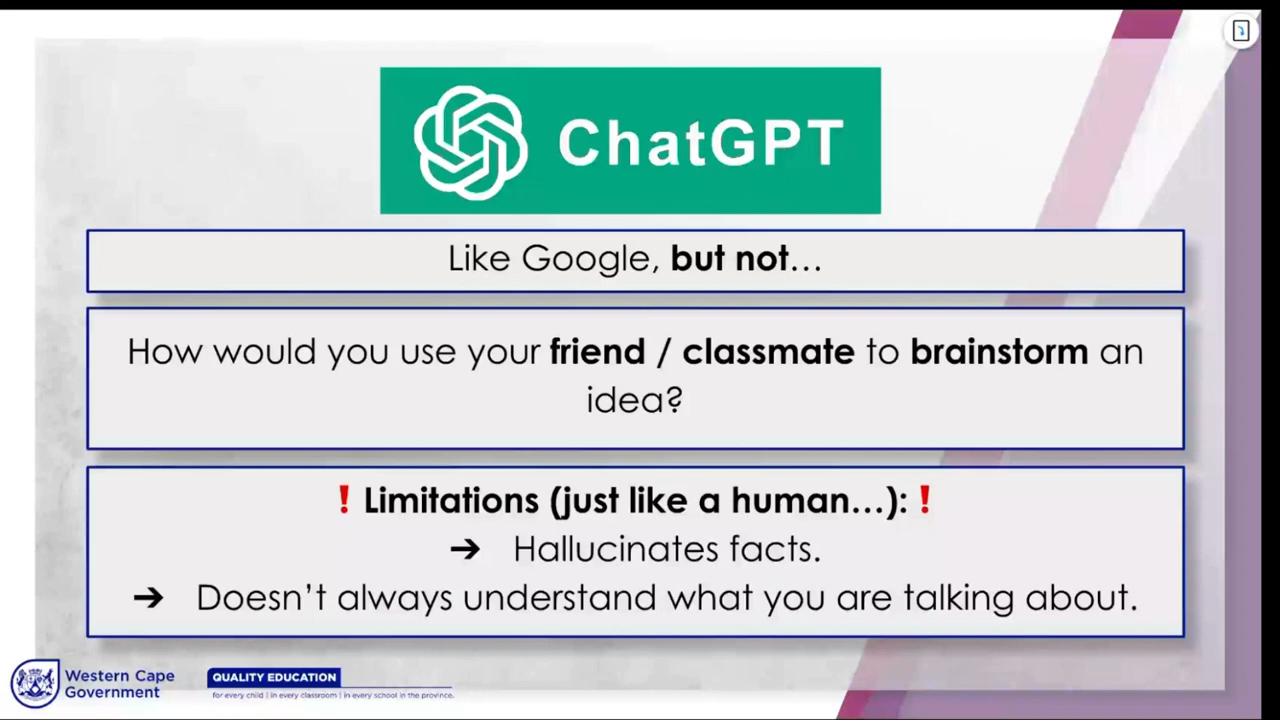 ChatGPT
Like Google, but not…
How would you use your friend / classmate to brainstorm an
idea?
! Limitations (just like a human…): !
➔ Hallucinates facts.
➔ Doesn’t always understand what you are talking about.
Western Cape
Government
QUALITY EDUCATION
for every child | in every classroom | in every school in the province.